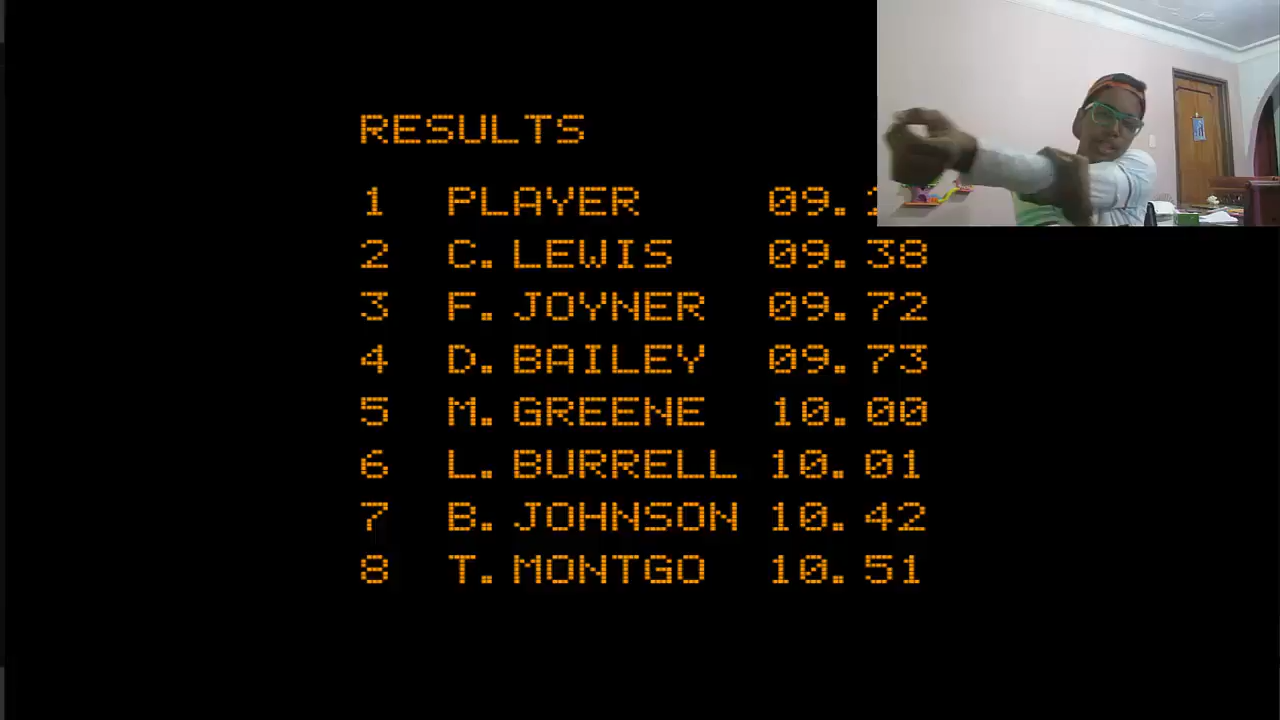 RESULTS
1 PLAYER 09.
2 C. LEWIS 09.38
3 F. JOYNER 09.72
4 D. BAILEY 09.73
5 M. GREENE 10.00
6 L. BURRELL 10.01
7 B. JOHNSON 10.42
8 T. MONTGO 10.51